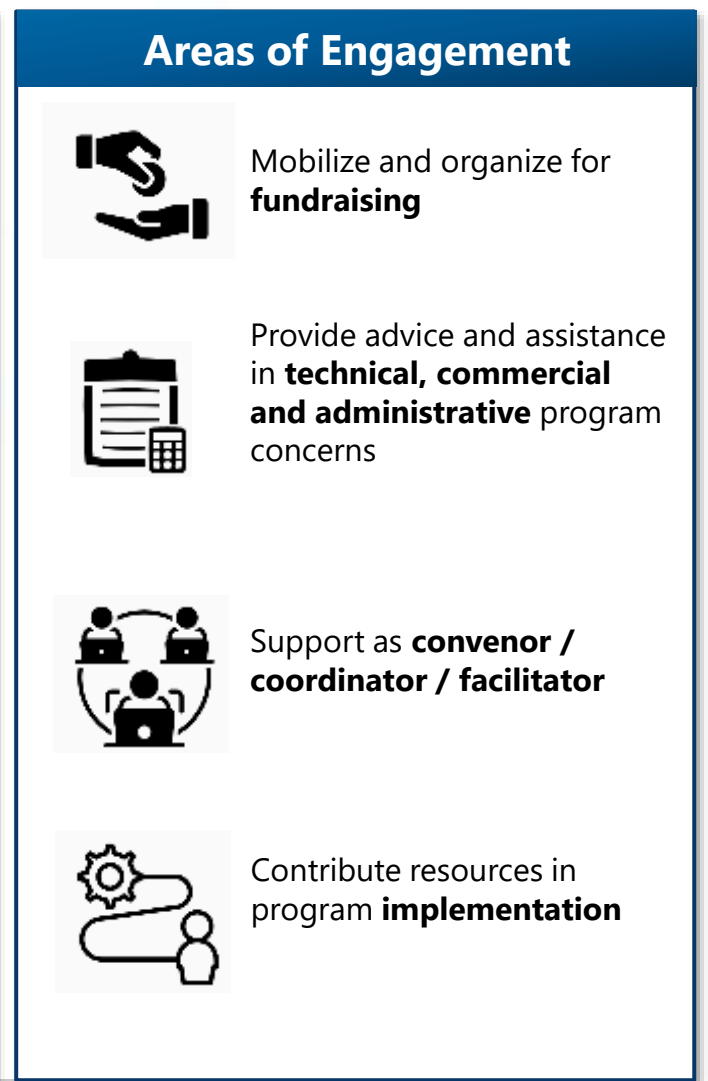 Areas of Engagement
Mobilize and organize for
fundraising
Provide advice and assistance
in technical, commercial
and administrative program
concerns
Support as convenor /
coordinator / facilitator
Contribute resources in
program implementation